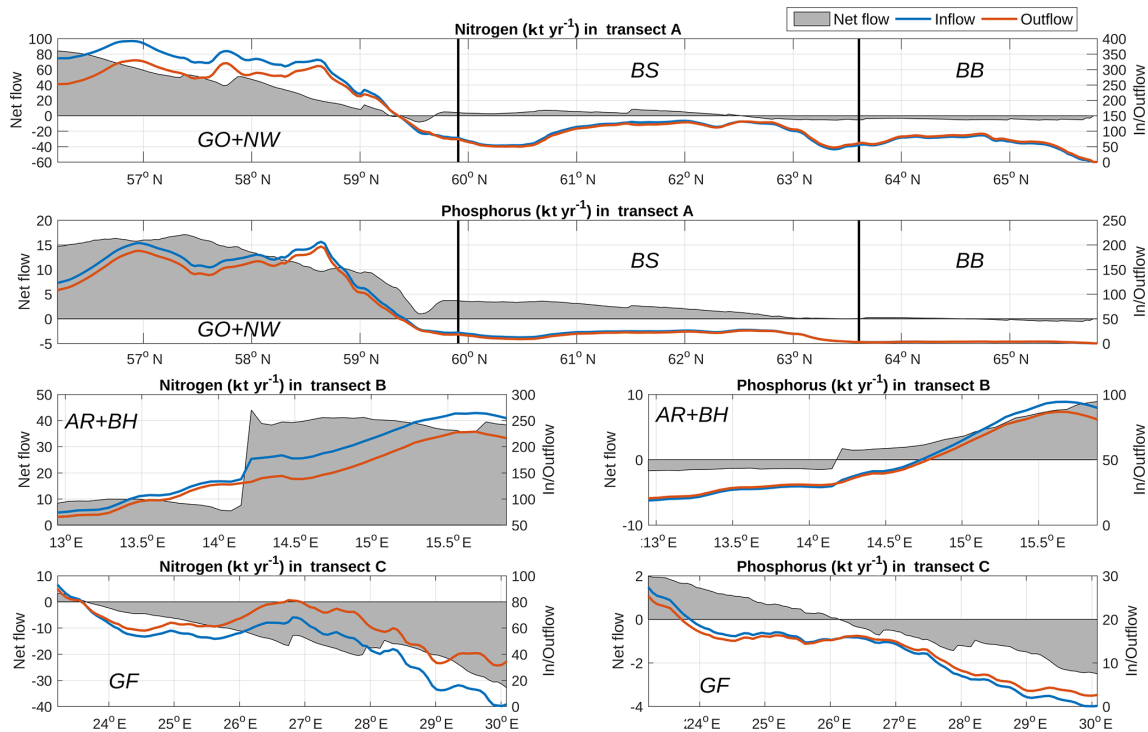 Net flow Inflow Outflow
Nitrogen (kt yr-1) in transect A
100 80 60 40 20 0 -20 -40 -60
Net flow
GO+NW BS BB
400 350 300 250 200 150 100 50 0
In/Outflow
57° N 58° N 59° N 60° N 61° N 62° N 63° N 64° N 65° N
Phosphorus (kt yr-1) in transect A
20 15 10 5 0 -5
Net flow
GO+NW BS BB
250 200 150 100 50 0
In/Outflow
57° N 58° N 59° N 60° N 61° N 62° N 63° N 64° N 65° N
Nitrogen (kt yr-1) in transect B
50 40 30 20 10 0
Net flow
AR+BH
300 250 200 150 100 50
In/Outflow
13° E 13.5° E 14° E 14.5° E 15° E 15.5° E
Phosphorus (kt yr-1) in transect B
10 0 -10
Net flow
AR+BH
100 50 0
In/Outflow
13° E 13.5° E 14° E 14.5° E 15° E 15.5° E
Nitrogen (kt yr-1) in transect C
10 0 -10 -20 -30 -40
Net flow
GF
100 80 60 40 20 0
In/Outflow
24° E 25° E 26° E 27° E 28° E 29° E 30° E
Phosphorus (kt yr-1) in transect C
2 0 -2 -4
Net flow
GF
30 20 10 0
In/Outflow
24° E 25° E 26° E 27° E 28° E 29° E 30° E